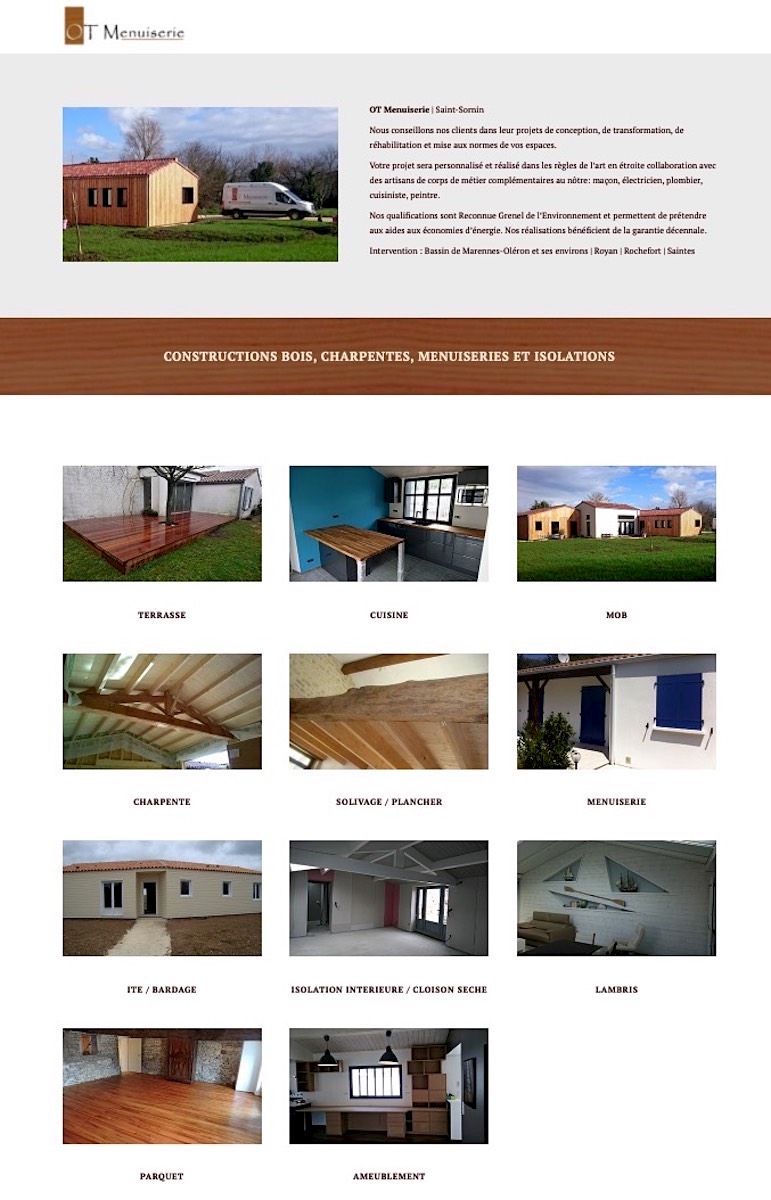 OT Menuiserie
OT Menuiserie | Saint-Sornin
Nous conseillons nos clients dans leur projets de conception, de transformation, de
réhabilitation et mise aux normes de vos espaces.
Votre projet sera personnalisé et réalisé dans les règles de l'art en étroite collaboration avec
des artisans de corps de métier complémentaires au nôtre: maçon, électricien, plombier,
cuisiniste, peintre.
Nos qualifications sont Reconnue Grenel de l'Environnement et permettent de prétendre
aux aides aux économies d'énergie. Nos réalisations bénéficient de la garantie décennale.
Intervention : Bassin de Marennes-Oléron et ses environs | Royan | Rochefort | Saintes
CONSTRUCTIONS BOIS, CHARPENTES, MENUISERIES ET ISOLATIONS
TERRASSE
CUISINE
MOB
CHARPENTE
SOLIVAGE / PLANCHER
MENUISERIE
ITE / BARDAGE
ISOLATION INTERIEURE / CLOISON SECHE
LAMBRIS
PARQUET
AMEUBLEMENT